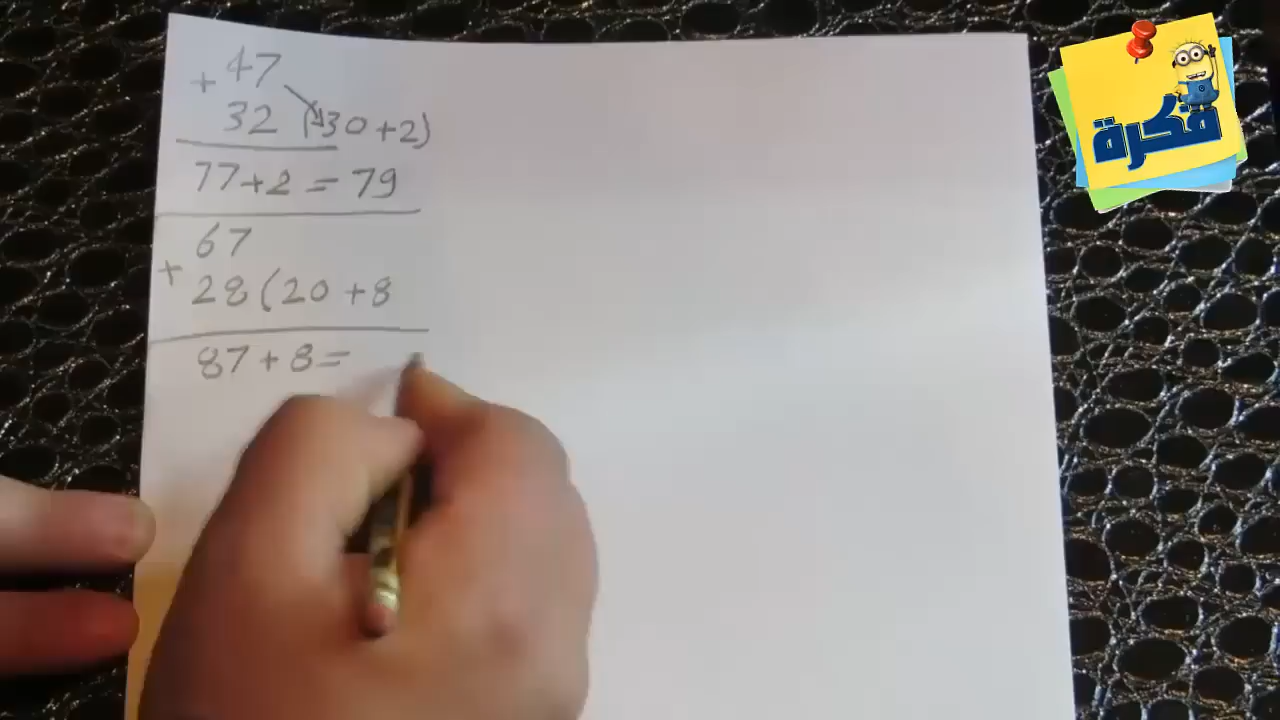 + 47
32 (30 + 2)
77 + 2 = 79
67
+
28 (20 + 8
87 + 8 =
فكرة